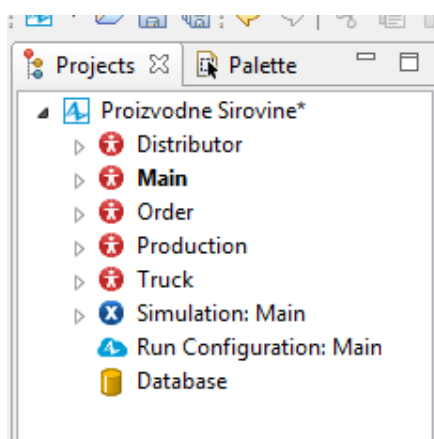 Projects Palette
Proizvodne Sirovine*
Distributor
Main
Order
Production
Truck
Simulation: Main
Run Configuration: Main
Database